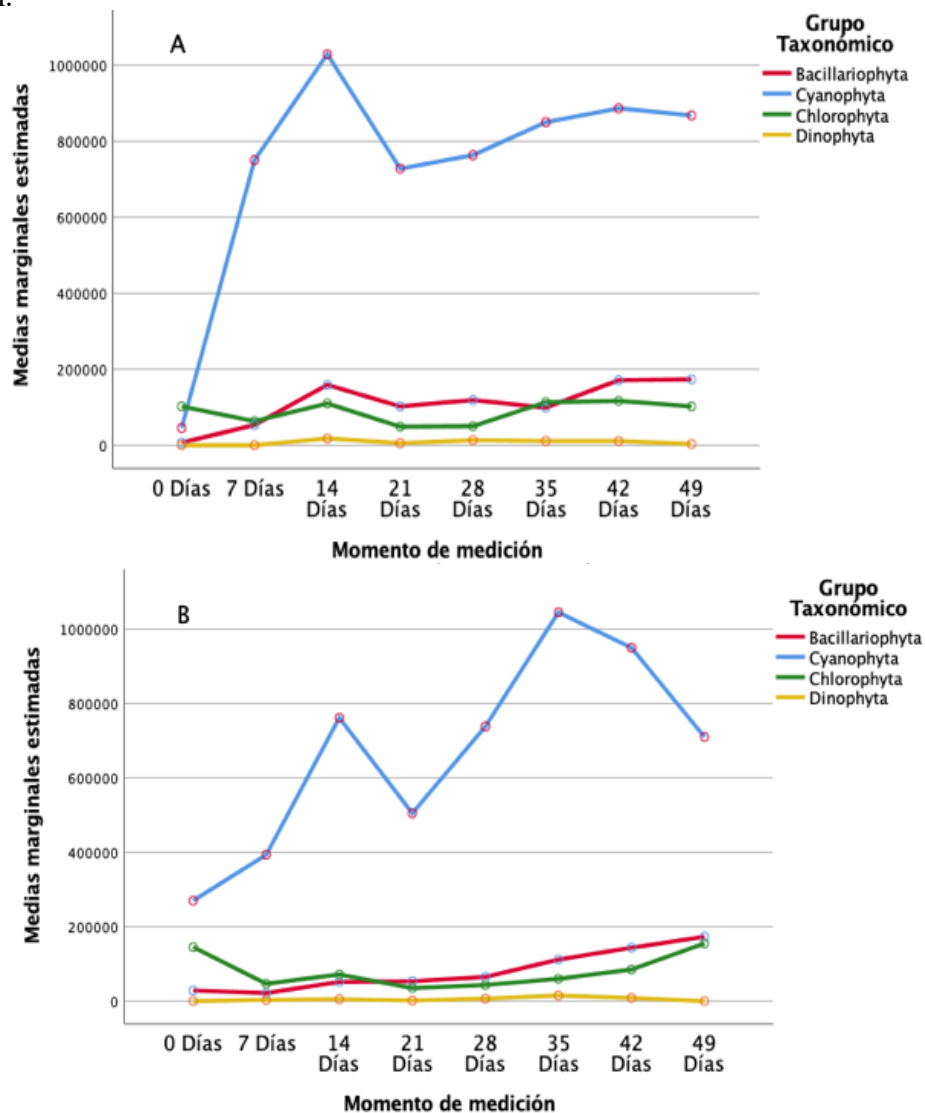 A
Grupo
Taxonómico
Bacillariophyta
Cyanophyta
Chlorophyta
Dinophyta
Medias marginales estimadas
1000000
800000
600000
400000
200000
0
0 Días 7 Días 14 21 28 35 42 49
Días Días Días Días Días Días
Momento de medición
B
Grupo
Taxonómico
Bacillariophyta
Cyanophyta
Chlorophyta
Dinophyta
Medias marginales estimadas
1000000
800000
600000
400000
200000
0
0 Días 7 Días 14 21 28 35 42 49
Días Días Días Días Días Días
Momento de medición